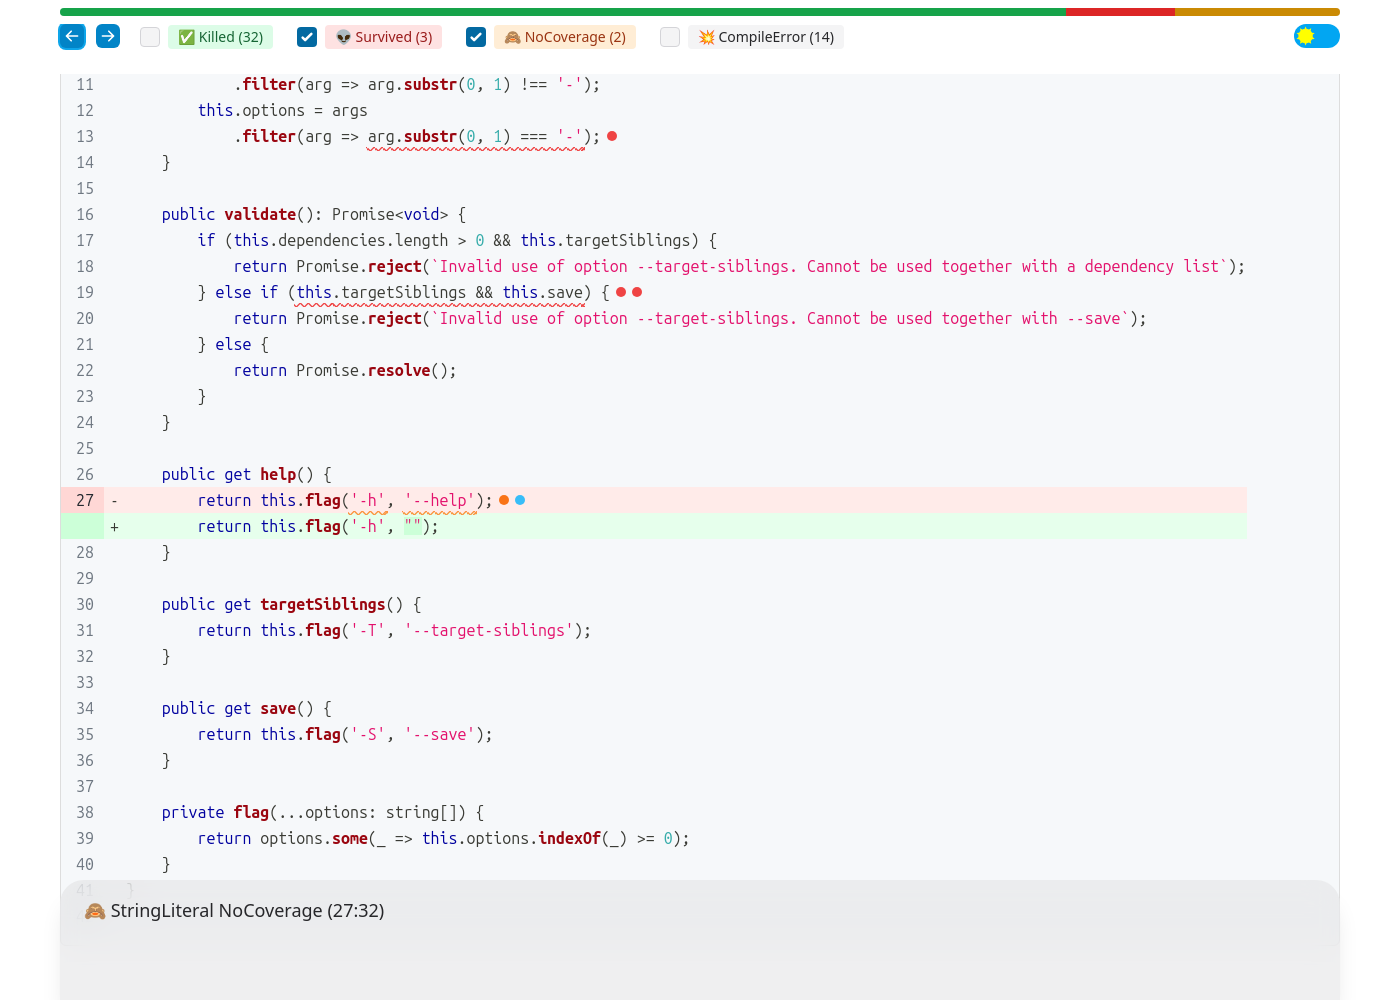 ✅ Killed (32) 👽 Survived (3) 🙈 NoCoverage (2) 💥 CompileError (14)
11 .filter(arg => arg.substr(0, 1) !== '-');
12 this.options = args
13 .filter(arg => arg.substr(0, 1) === '-');
14 }
15
16 public validate(): Promise<void> {
17 if (this.dependencies.length > 0 && this.targetSiblings) {
18 return Promise.reject(`Invalid use of option --target-siblings. Cannot be used together with a dependency list`);
19 } else if (this.targetSiblings && this.save) {
20 return Promise.reject(`Invalid use of option --target-siblings. Cannot be used together with --save`);
21 } else {
22 return Promise.resolve();
23 }
24 }
25
26 public get help() {
27 - return this.flag('-h', '--help');
+ return this.flag('-h', "");
28 }
29
30 public get targetSiblings() {
31 return this.flag('-T', '--target-siblings');
32 }
33
34 public get save() {
35 return this.flag('-S', '--save');
36 }
37
38 private flag(...options: string[]) {
39 return options.some(_ => this.options.indexOf(_) >= 0);
40 }
41 }
🙈 StringLiteral NoCoverage (27:32)